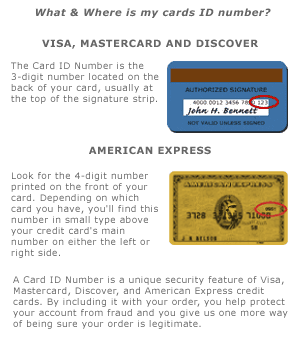 What & Where is my cards ID number?
VISA, MASTERCARD AND DISCOVER
The Card ID Number is the
3-digit number located on the
back of your card, usually at
the top of the signature strip.
AUTHORIZED SIGNATURE
4000 0012 3456 789 123
John H. Bennett
NOT VALID UNLESS SIGNED
AMERICAN EXPRESS
Look for the 4-digit number
printed on the front of your
card. Depending on which
card you have, you'll find this
number in small type above
your credit card's main
number on either the left or
right side.
AMERICAN EXPRESS
3728
A Card ID Number is a unique security feature of Visa,
Mastercard, Discover, and American Express credit
cards. By including it with your order, you help protect
your account from fraud and you give us one more way
of being sure your order is legitimate.